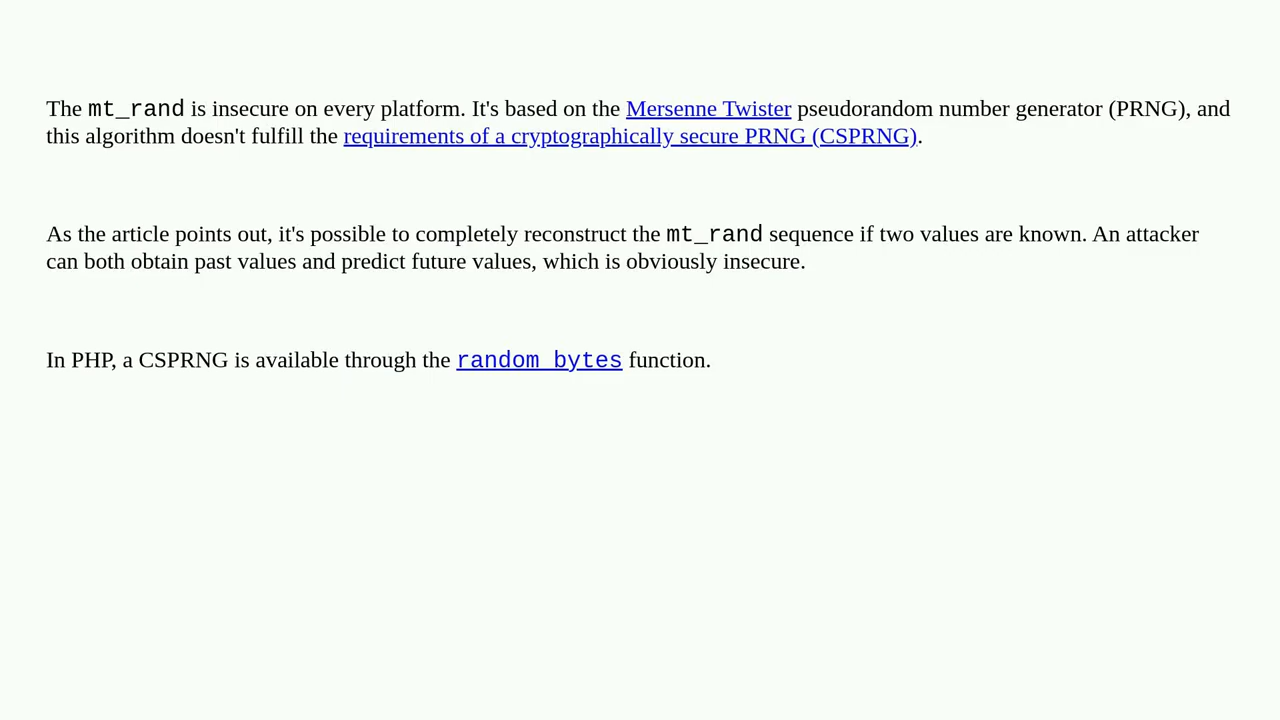 The mt_rand is insecure on every platform. It's based on the Mersenne Twister pseudorandom number generator (PRNG), and
this algorithm doesn't fulfill the requirements of a cryptographically secure PRNG (CSPRNG).
As the article points out, it's possible to completely reconstruct the mt_rand sequence if two values are known. An attacker
can both obtain past values and predict future values, which is obviously insecure.
In PHP, a CSPRNG is available through the random_bytes function.